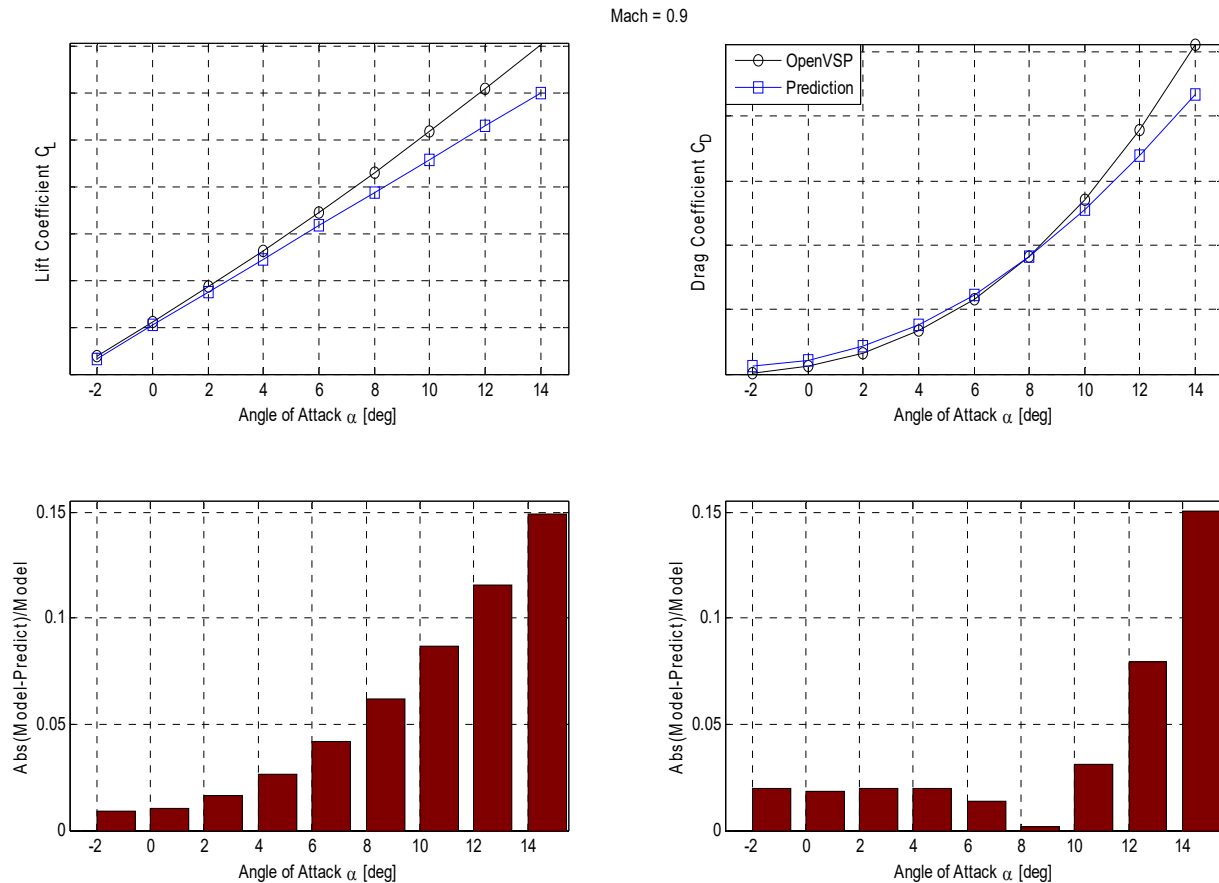 Mach = 0.9
Lift Coefficient C_L
-2 0 2 4 6 8 10 12 14
Angle of Attack α [deg]
OpenVSP
Prediction
Drag Coefficient C_D
-2 0 2 4 6 8 10 12 14
Angle of Attack α [deg]
Abs(Model-Predict)/Model
0.15
0.1
0.05
0
-2 0 2 4 6 8 10 12 14
Angle of Attack α [deg]
Abs(Model-Predict)/Model
0.15
0.1
0.05
0
-2 0 2 4 6 8 10 12 14
Angle of Attack α [deg]